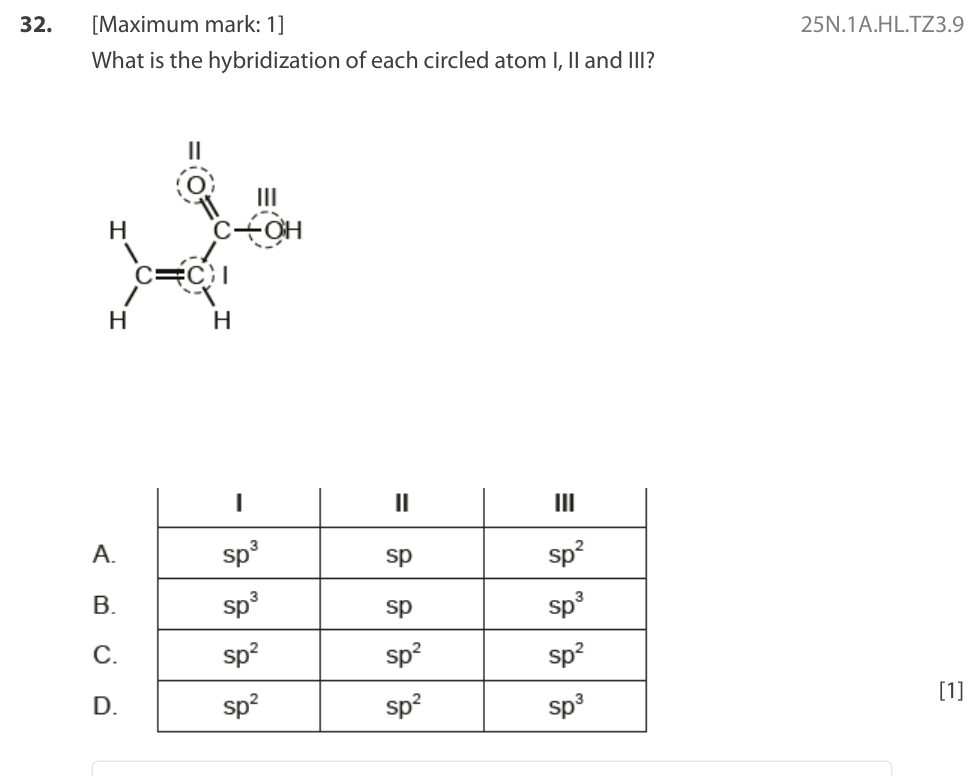 32. [Maximum mark: 1] 25N.1A.HL.TZ3.9
What is the hybridization of each circled atom I, II and III?
II
O
III
H C OH
C C I
H H
I II III
A. sp³ sp sp²
B. sp³ sp sp³
C. sp² sp² sp²
D. sp² sp² sp³
[1]